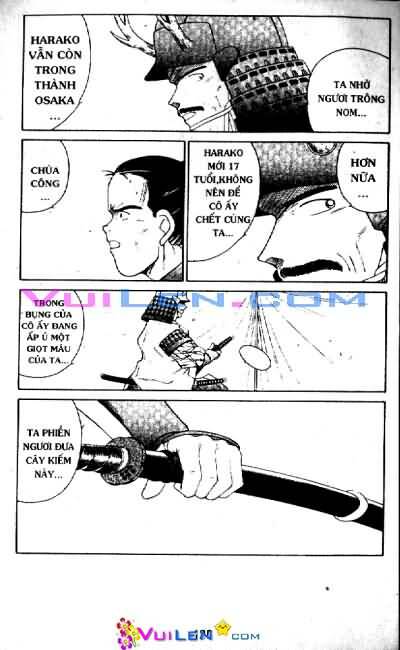 HARAKO
VẪN CÒN
TRONG
THÀNH
OSAKA
...
TA NHỜ
NGƯƠI TRÔNG
NOM...
CHÙA
CÔNG
...
HARAKO
MỚI 17
TUỔI,KHÔNG
NÊN ĐỂ
CÔ ẤY
CHẾT CÙNG
TA...
HƠN
NỮA
...
VuiLen.com
TRONG
BỤNG CỦA
CÔ ẤY ĐANG
ẤP Ủ MỘT
GIỌT MÁU
CỦA TA...
TA PHIỀN
NGƯƠI ĐƯA
CÂY KIẾM
NÀY...
VuiLen